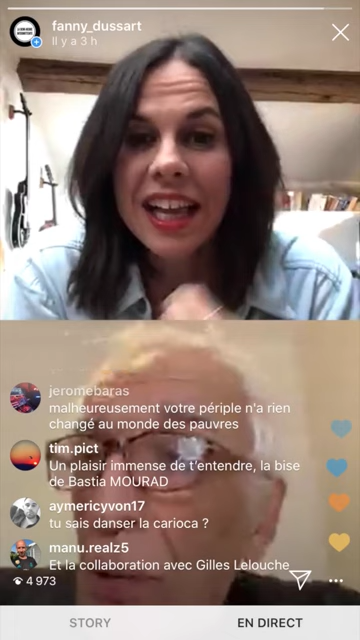 fanny_dussart
Il y a 3 h
jeromebaras
malheureusement votre périple n'a rien
changé au monde des pauvres
tim.pict
Un plaisir immense de t'entendre, la bise
de Bastia MOURAD
aymericyvon17
tu sais danser la carioca ?
manu.realz5
Et la collaboration avec Gilles Lelouche
4 973
STORY
EN DIRECT